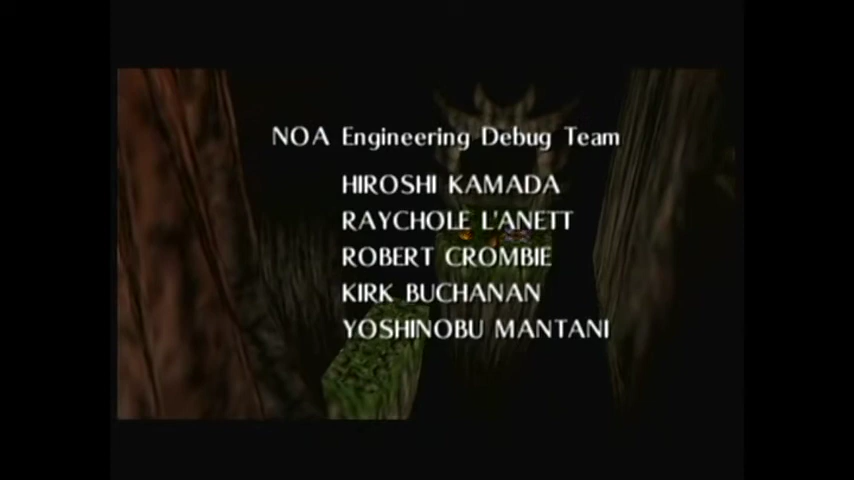 NOA Engineering Debug Team
HIROSHI KAMADA
RAYCHOLE L'ANETT
ROBERT CROMBIE
KIRK BUCHANAN
YOSHINOBU MANTANI